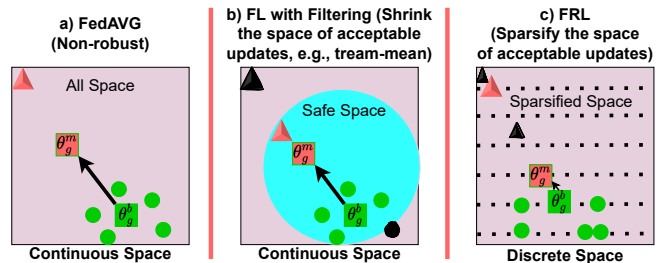 a) FedAVG
(Non-robust)
All Space
θ_g^m
θ_g^b
Continuous Space
b) FL with Filtering (Shrink
the space of acceptable
updates, e.g., tream-mean)
Safe Space
θ_g^m
θ_g^b
Continuous Space
c) FRL
(Sparsify the space
of acceptable updates)
Sparsified Space
θ_g^m
θ_g^b
Discrete Space